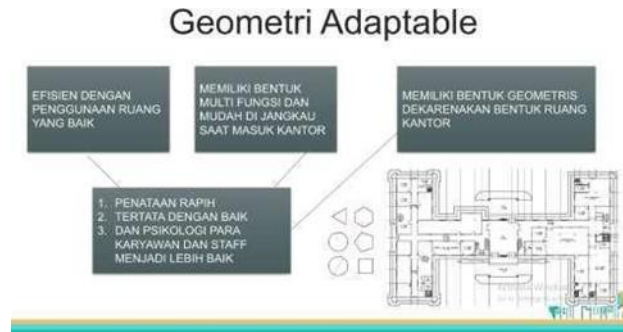 Geometri Adaptable
EFISIEN DENGAN
PENGGUNAAN RUANG
YANG BAIK
MEMILIKI BENTUK
MULTI FUNGSI DAN
MUDAH DI JANGKAU
SAAT MASUK KANTOR
MEMILIKI BENTUK GEOMETRIS
DEKARENAKAN BENTUK RUANG
KANTOR
1. PENATAAN RAPIH
2. TERTATA DENGAN BAIK
3. DAN PSIKOLOGI PARA
KARYAWAN DAN STAFF
MENJADI LEBIH BAIK